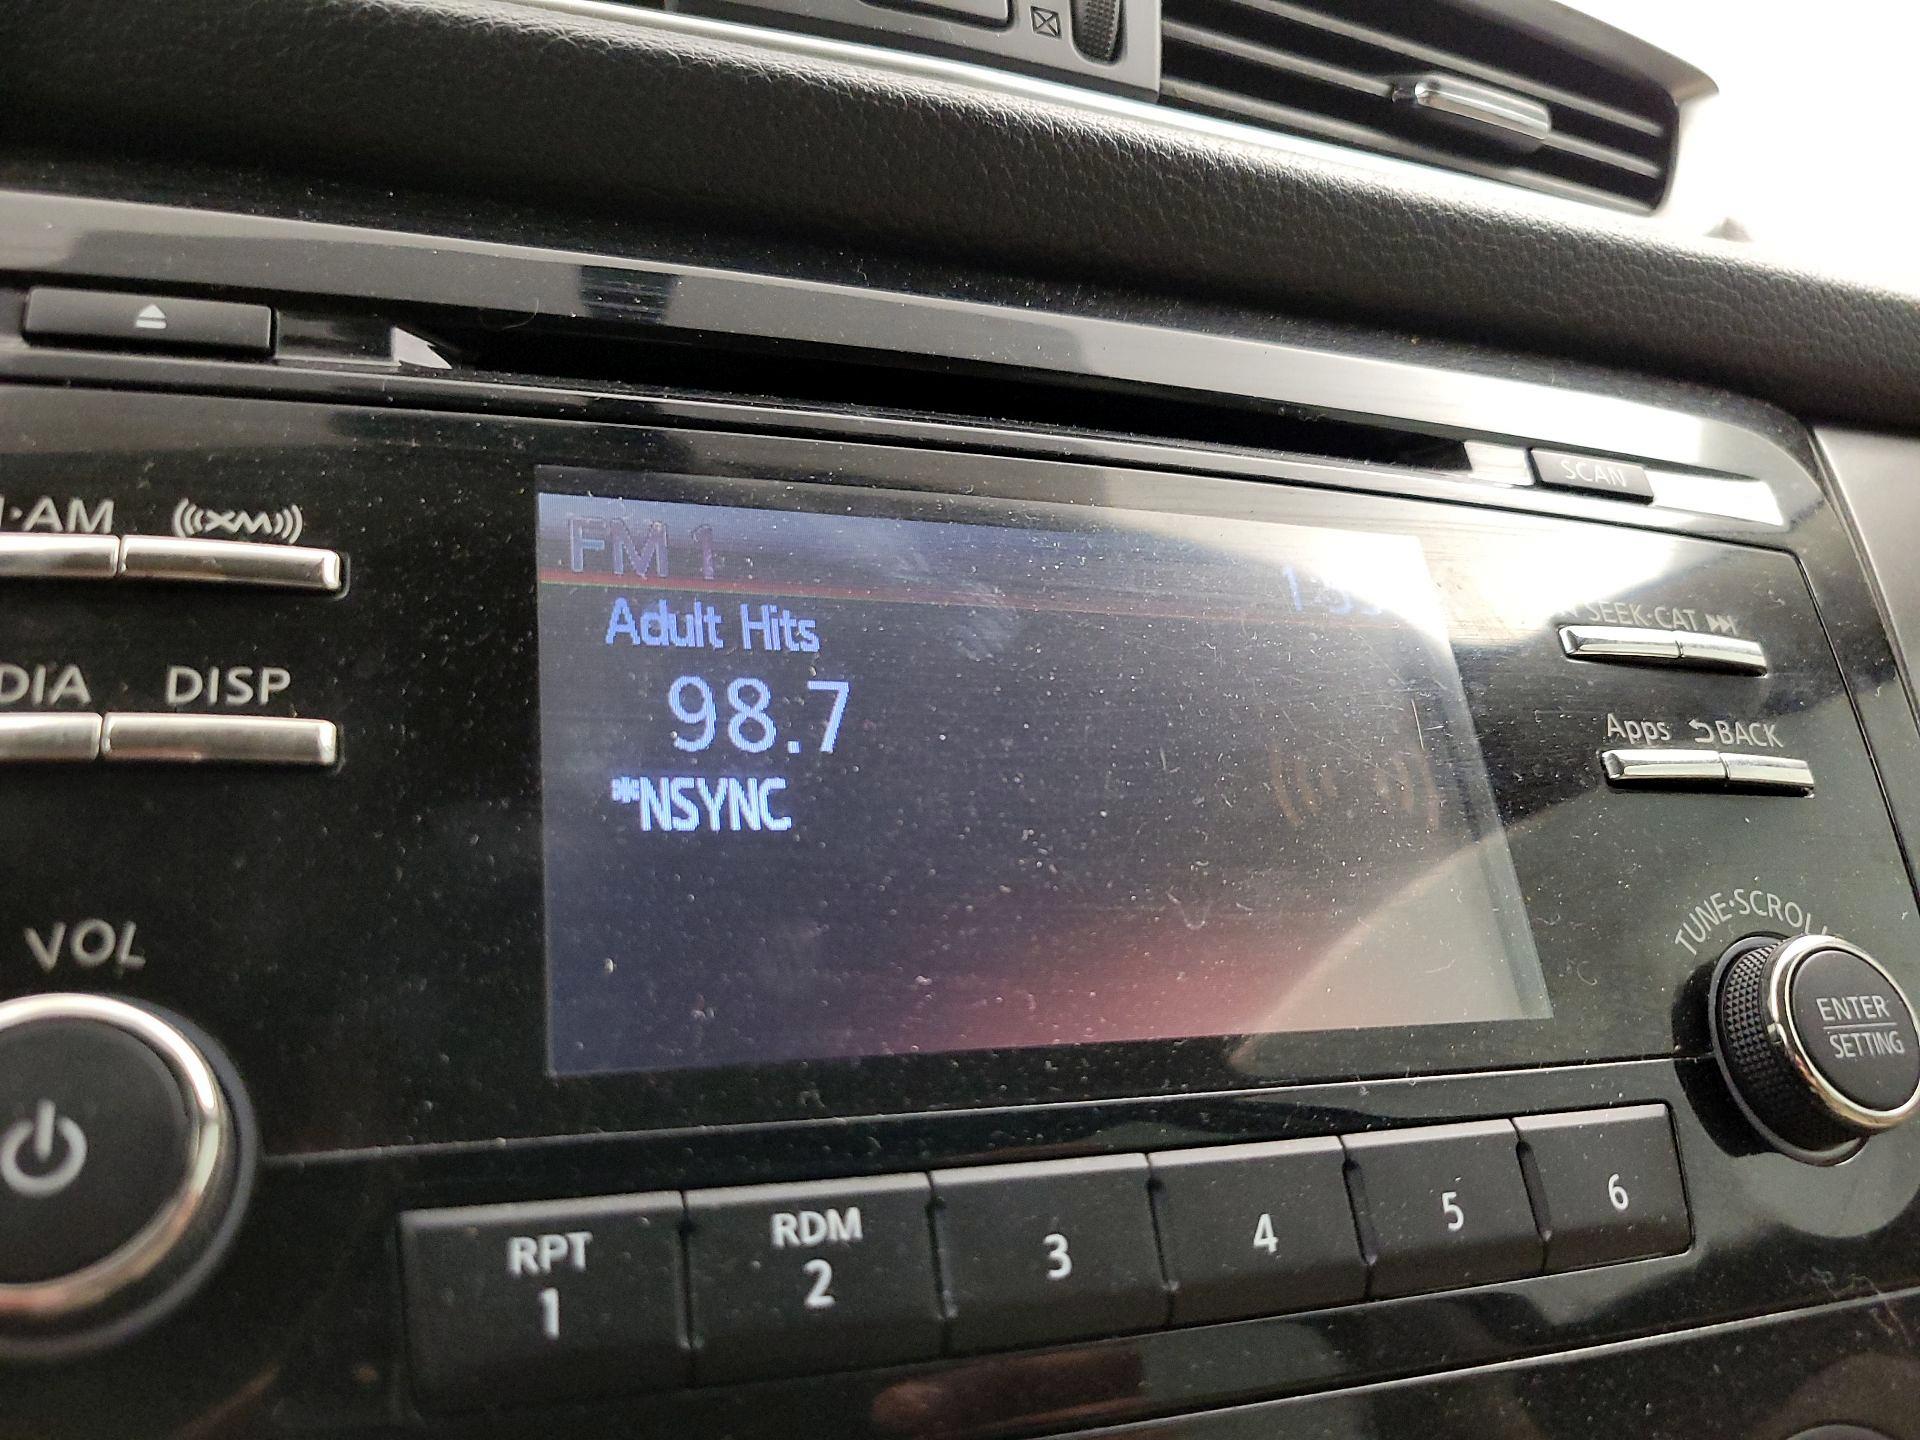 SCAN
·AM
XM
FM 1
Adult Hits
SEEK·CAT
DIA
DISP
98.7
Apps
BACK
*NSYNC
TUNE·SCROLL
VOL
ENTER
SETTING
RPT
1
RDM
2
3
4
5
6